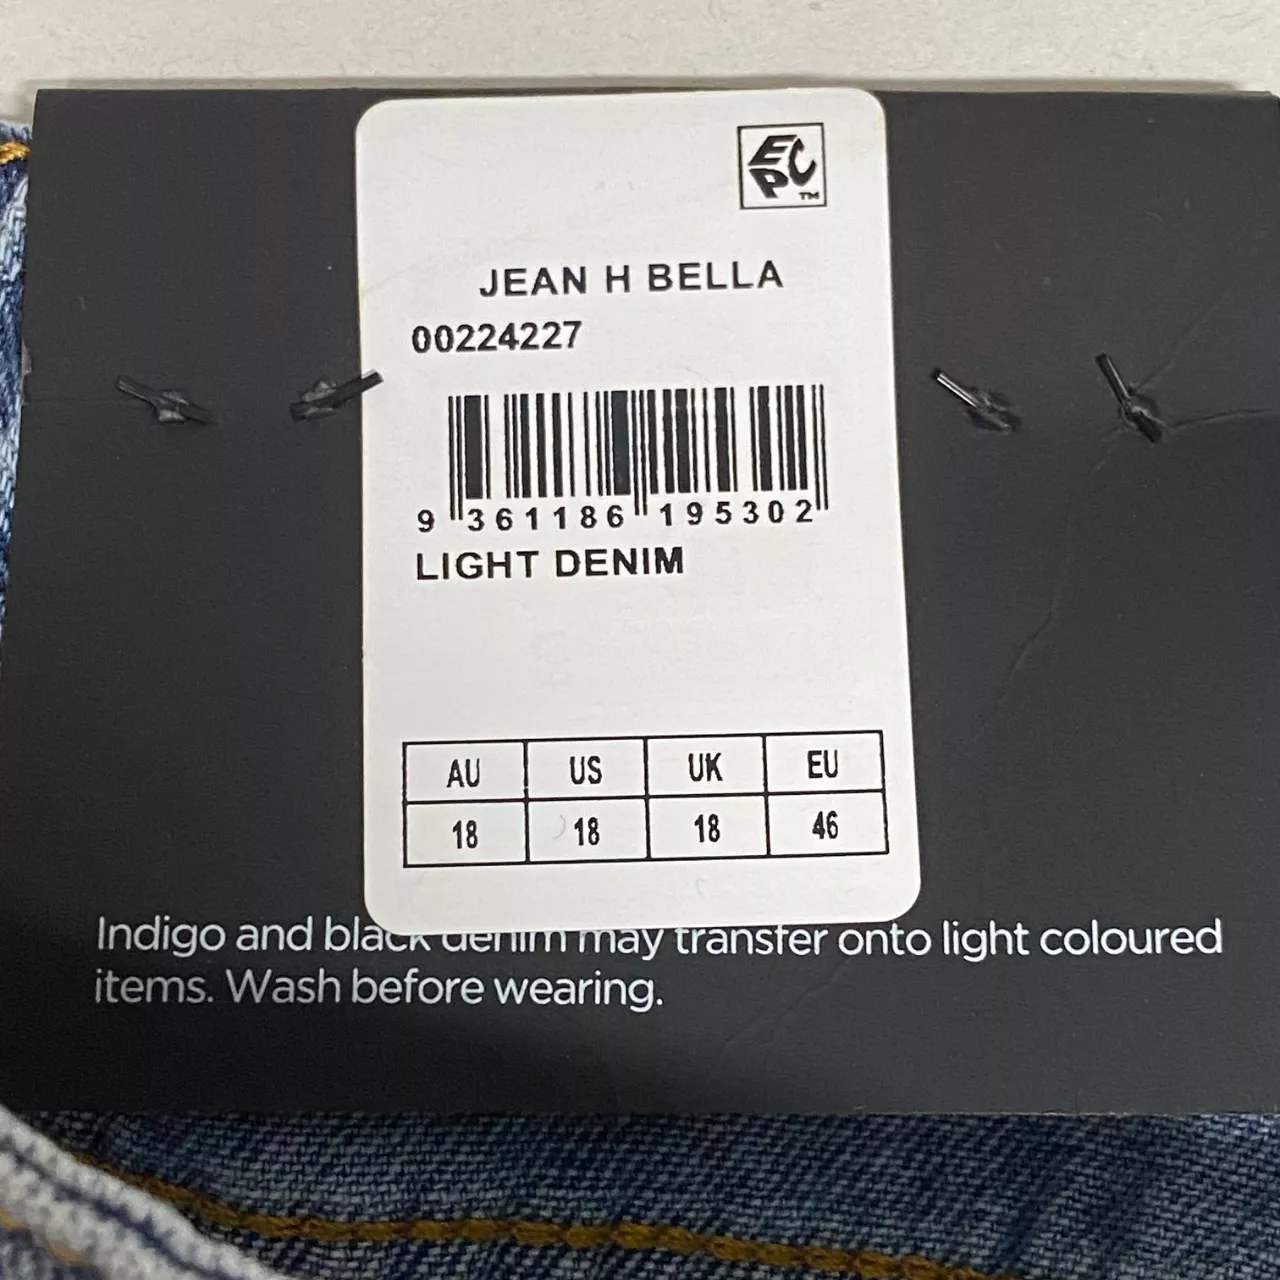 EPC™
JEAN H BELLA
00224227
9 361186 195302
LIGHT DENIM
AU US UK EU
18 18 18 46
Indigo and black denim may transfer onto light coloured
items. Wash before wearing.